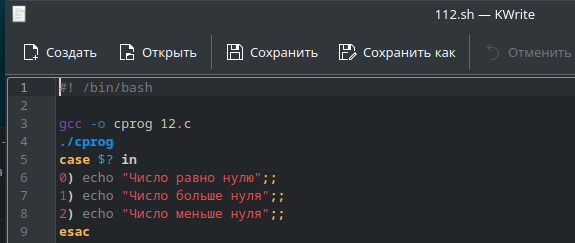 112.sh — KWrite
Создать Открыть Сохранить Сохранить как Отменить
1 #! /bin/bash
2
3 gcc -o cprog 12.c
4 ./cprog
5 case $? in
6 0) echo "Число равно нулю";;
7 1) echo "Число больше нуля";;
8 2) echo "Число меньше нуля";;
9 esac